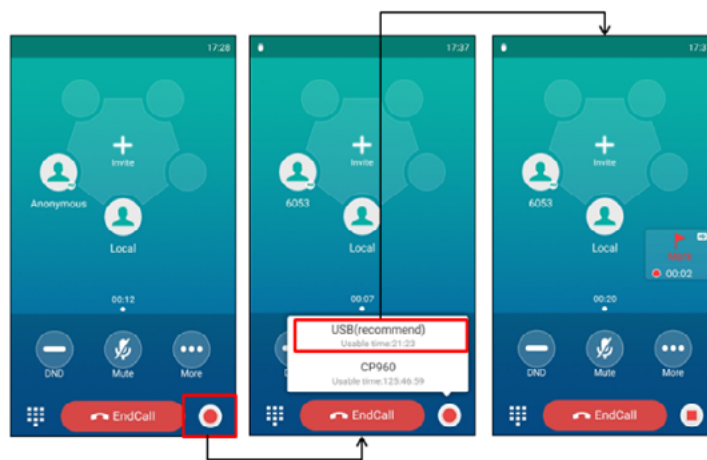 17:28
Invite
Anonymous
Local
00:12
DND
Mute
More
EndCall
17:37
Invite
6053
Local
00:07
USB(recommend)
Usable time:21:23
CP960
Usable time:125:46:39
EndCall
17:3
Invite
6053
Local
Mark
00:02
00:20
DND
Mute
More
EndCall